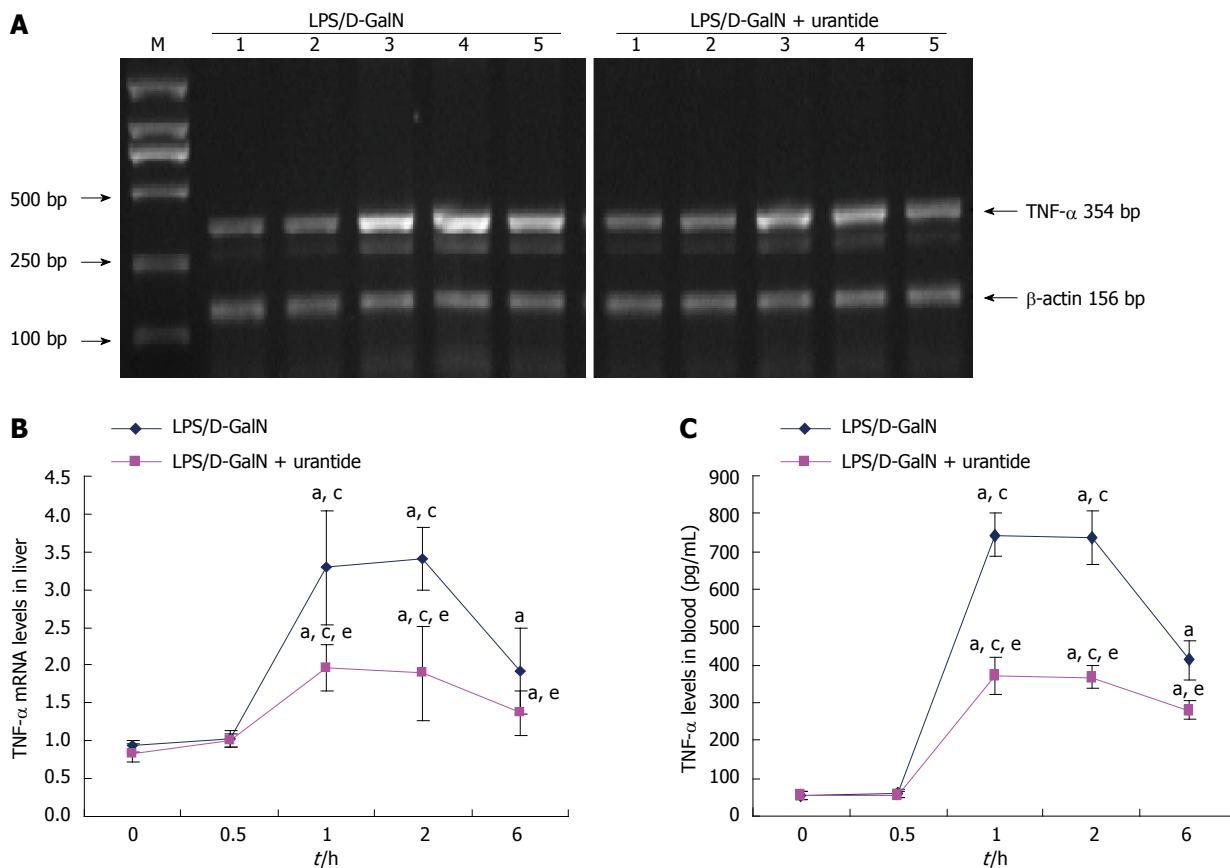 A
LPS/D-GalN
LPS/D-GalN + urantide
M 1 2 3 4 5 1 2 3 4 5
500 bp
250 bp
100 bp
TNF-α 354 bp
β-actin 156 bp
B
LPS/D-GalN
LPS/D-GalN + urantide
TNF-α mRNA levels in liver
4.5
4.0
3.5
3.0
2.5
2.0
1.5
1.0
0.5
0.0
a, c
a, c
a
a, c, e
a, c, e
a, e
0 0.5 1 2 6
t/h
C
LPS/D-GalN
LPS/D-GalN + urantide
TNF-α levels in blood (pg/mL)
900
800
700
600
500
400
300
200
100
0
a, c
a, c
a
a, c, e
a, c, e
a, e
0 0.5 1 2 6
t/h